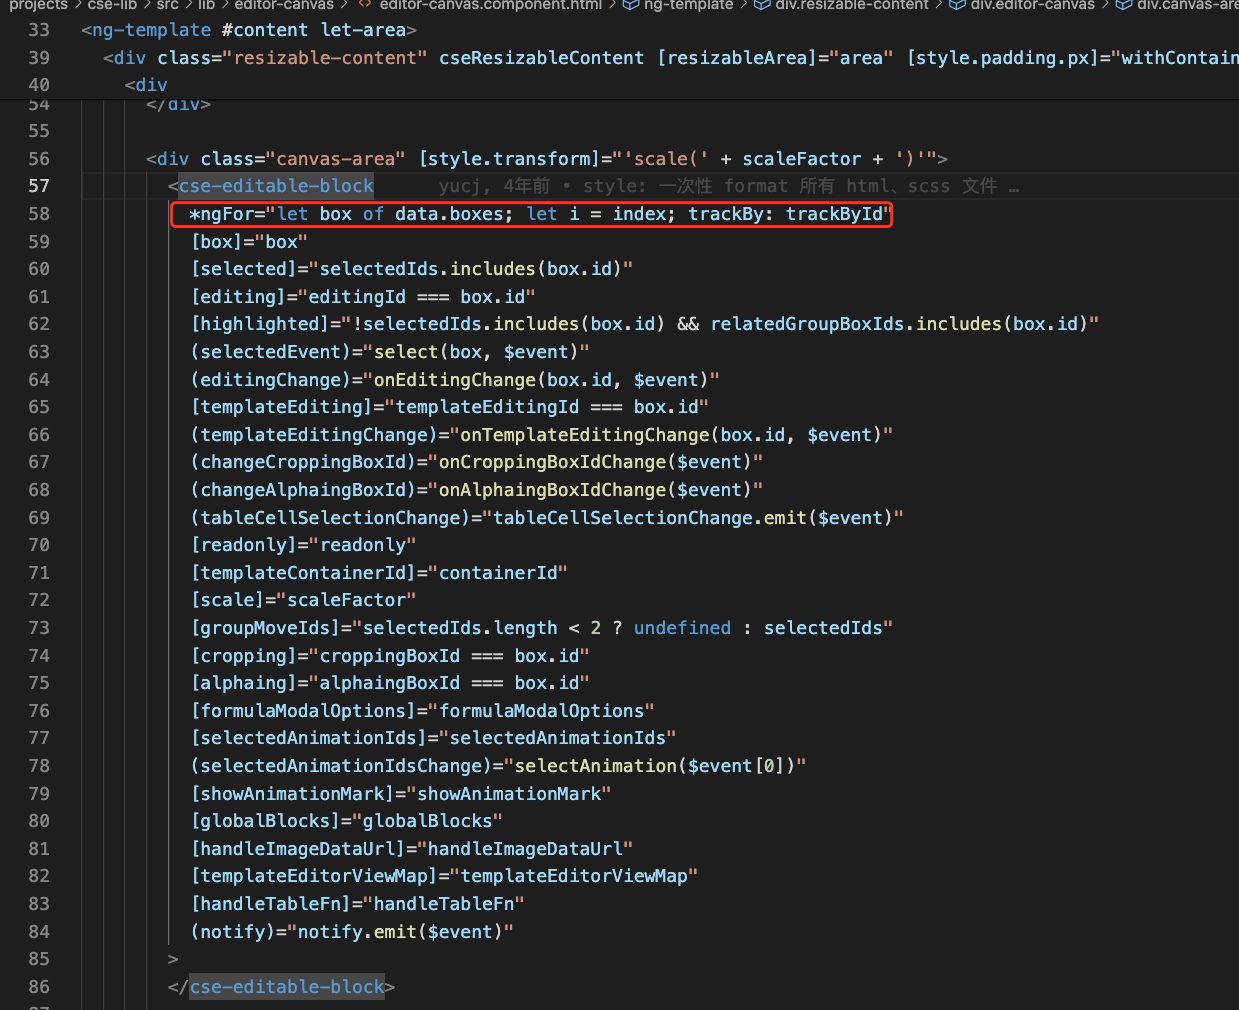 projects > cse-lib > src > lib > editor-canvas > <> editor-canvas.component.html > ng-template > div.resizable-content > div.editor-canvas > div.canvas-are
33 <ng-template #content let-area>
39 <div class="resizable-content" cseResizableContent [resizableArea]="area" [style.padding.px]="withContain
40 <div
54 </div>
55
56 <div class="canvas-area" [style.transform]="'scale(' + scaleFactor + ')'">
57 <cse-editable-block yucj, 4年前 • style: 一次性 format 所有 html、scss 文件 …
58 *ngFor="let box of data.boxes; let i = index; trackBy: trackById"
59 [box]="box"
60 [selected]="selectedIds.includes(box.id)"
61 [editing]="editingId === box.id"
62 [highlighted]="!selectedIds.includes(box.id) && relatedGroupBoxIds.includes(box.id)"
63 (selectedEvent)="select(box, $event)"
64 (editingChange)="onEditingChange(box.id, $event)"
65 [templateEditing]="templateEditingId === box.id"
66 (templateEditingChange)="onTemplateEditingChange(box.id, $event)"
67 (changeCroppingBoxId)="onCroppingBoxIdChange($event)"
68 (changeAlphaingBoxId)="onAlphaingBoxIdChange($event)"
69 (tableCellSelectionChange)="tableCellSelectionChange.emit($event)"
70 [readonly]="readonly"
71 [templateContainerId]="containerId"
72 [scale]="scaleFactor"
73 [groupMoveIds]="selectedIds.length < 2 ? undefined : selectedIds"
74 [cropping]="croppingBoxId === box.id"
75 [alphaing]="alphaingBoxId === box.id"
76 [formulaModalOptions]="formulaModalOptions"
77 [selectedAnimationIds]="selectedAnimationIds"
78 (selectedAnimationIdsChange)="selectAnimation($event[0])"
79 [showAnimationMark]="showAnimationMark"
80 [globalBlocks]="globalBlocks"
81 [handleImageDataUrl]="handleImageDataUrl"
82 [templateEditorViewMap]="templateEditorViewMap"
83 [handleTableFn]="handleTableFn"
84 (notify)="notify.emit($event)"
85 >
86 </cse-editable-block>